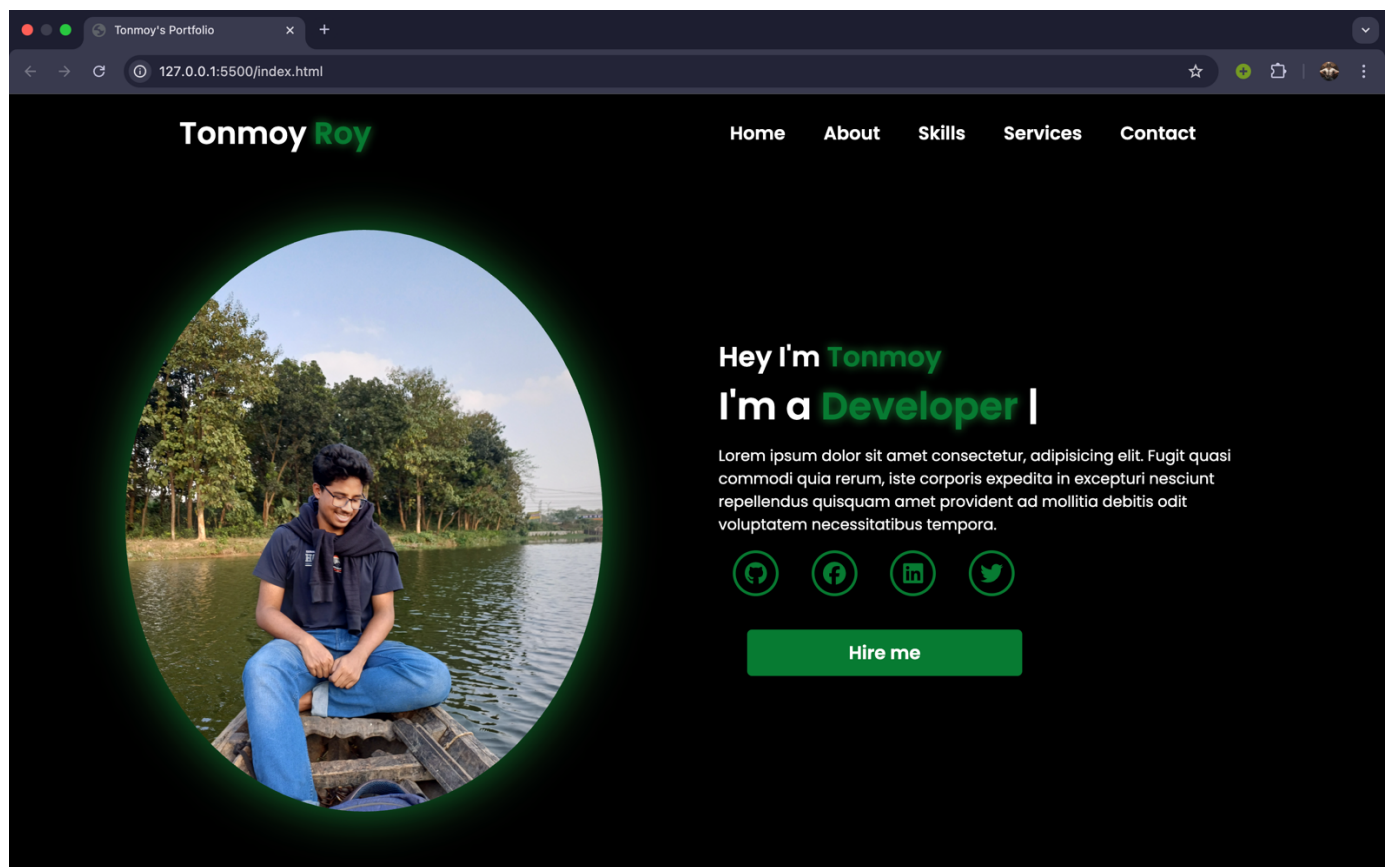 Tonmoy's Portfolio
127.0.0.1:5500/index.html
Tonmoy Roy
Home About Skills Services Contact
Hey I'm Tonmoy
I'm a Developer |
Lorem ipsum dolor sit amet consectetur, adipisicing elit. Fugit quasi
commodi quia rerum, iste corporis expedita in excepturi nesciunt
repellendus quisquam amet provident ad mollitia debitis odit
voluptatem necessitatibus tempora.
in
Hire me